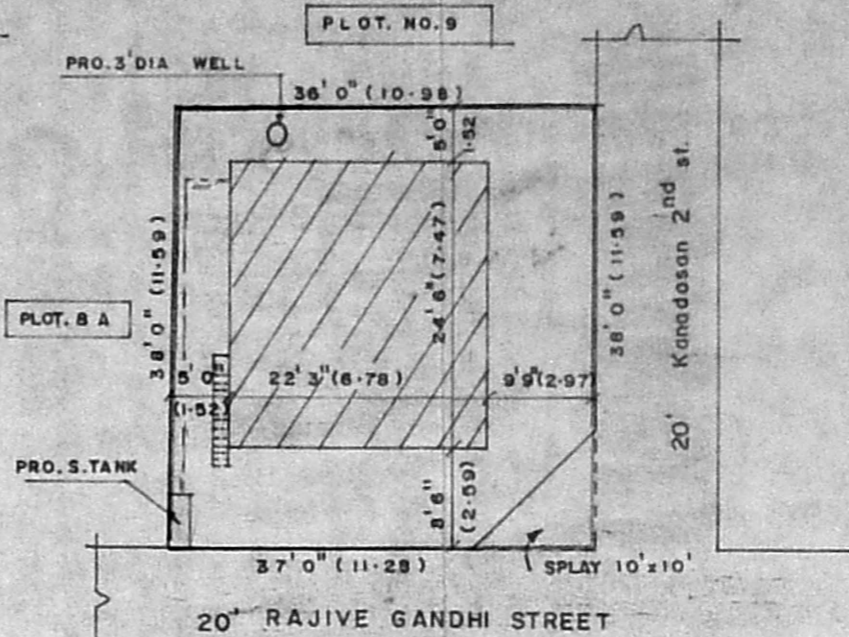 PLOT. NO. 9
PRO. 3' DIA WELL
36' 0" (10·98)
5' 0"
1·52
38' 0" (11·59)
24' 6" (7·47)
38' 0" (11·59)
20' Kanadasan 2nd st.
PLOT. 8 A
5' 0"
(1·52)
22' 3" (6·78)
9' 9" (2·97)
PRO. S. TANK
8' 6"
(2·59)
37' 0" (11·28)
SPLAY 10' x 10'
20' RAJIVE GANDHI STREET